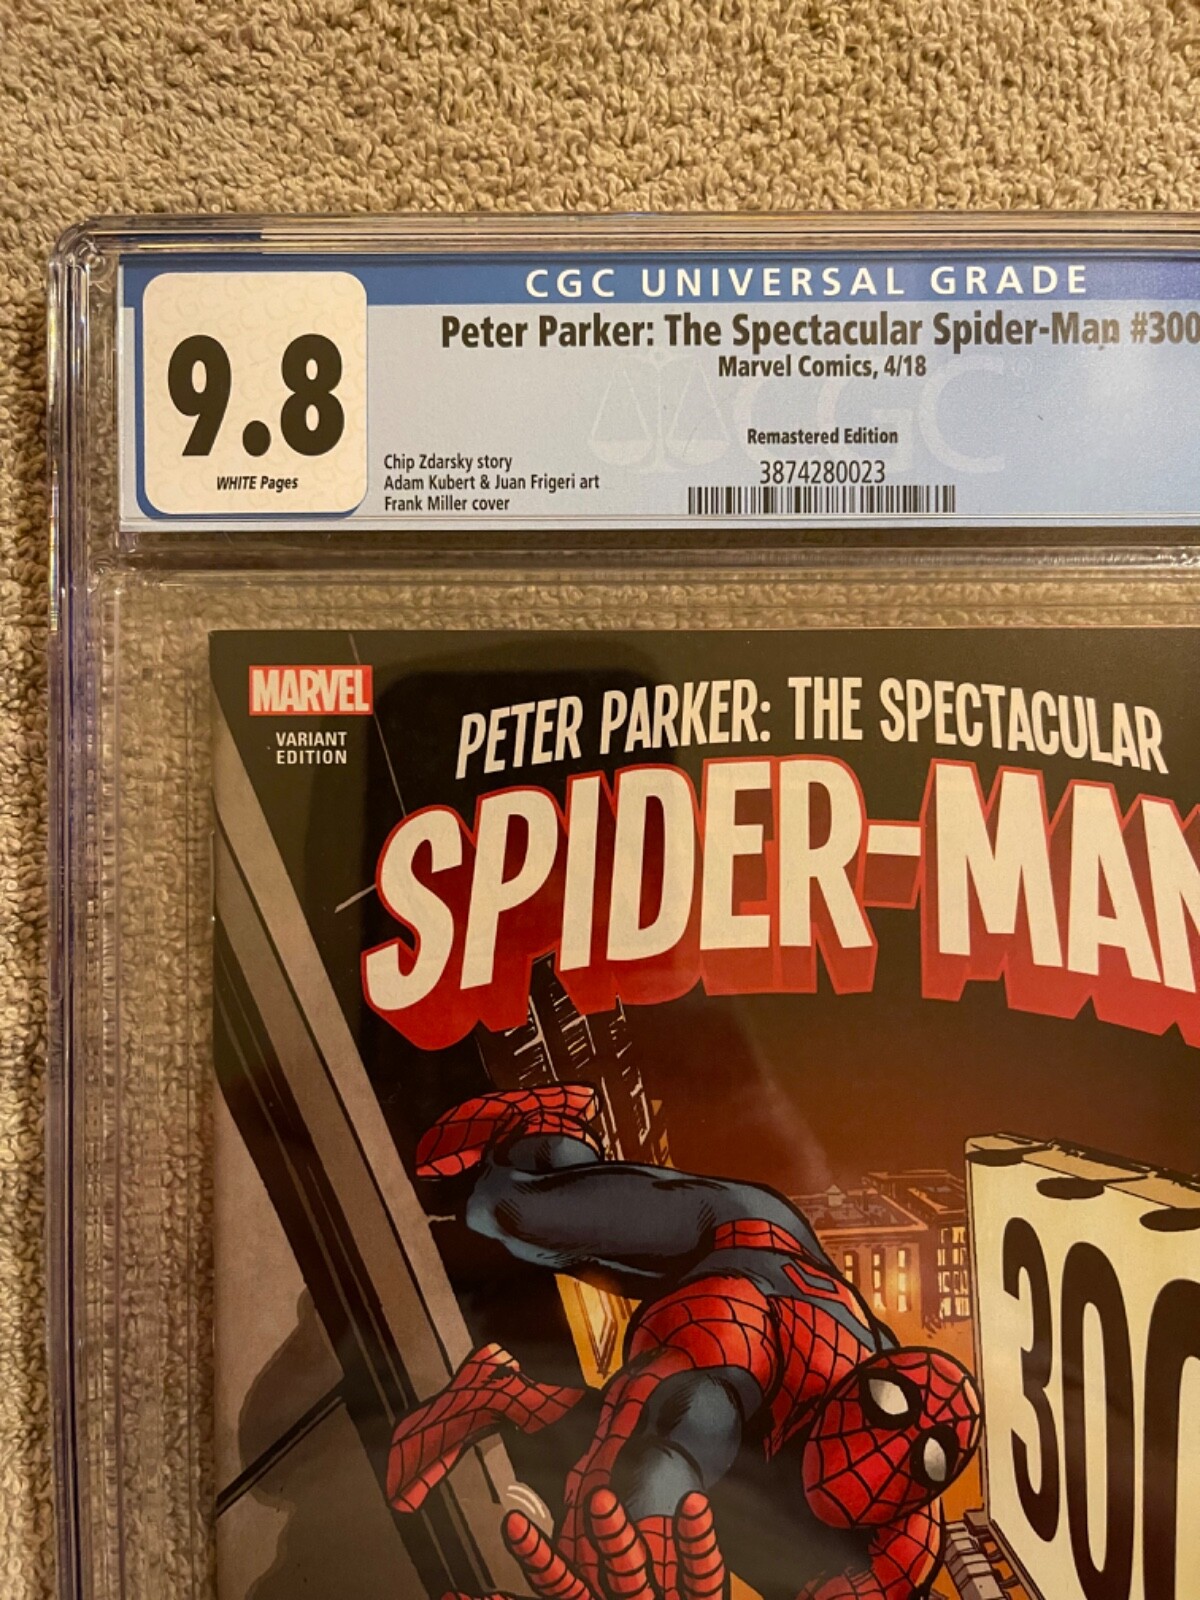 CGC UNIVERSAL GRADE
9.8
WHITE Pages
Peter Parker: The Spectacular Spider-Man #300
Marvel Comics, 4/18
Remastered Edition
3874280023
Chip Zdarsky story
Adam Kubert & Juan Frigeri art
Frank Miller cover
CGC
MARVEL
VARIANT
EDITION
PETER PARKER: THE SPECTACULAR
SPIDER-MAN
300